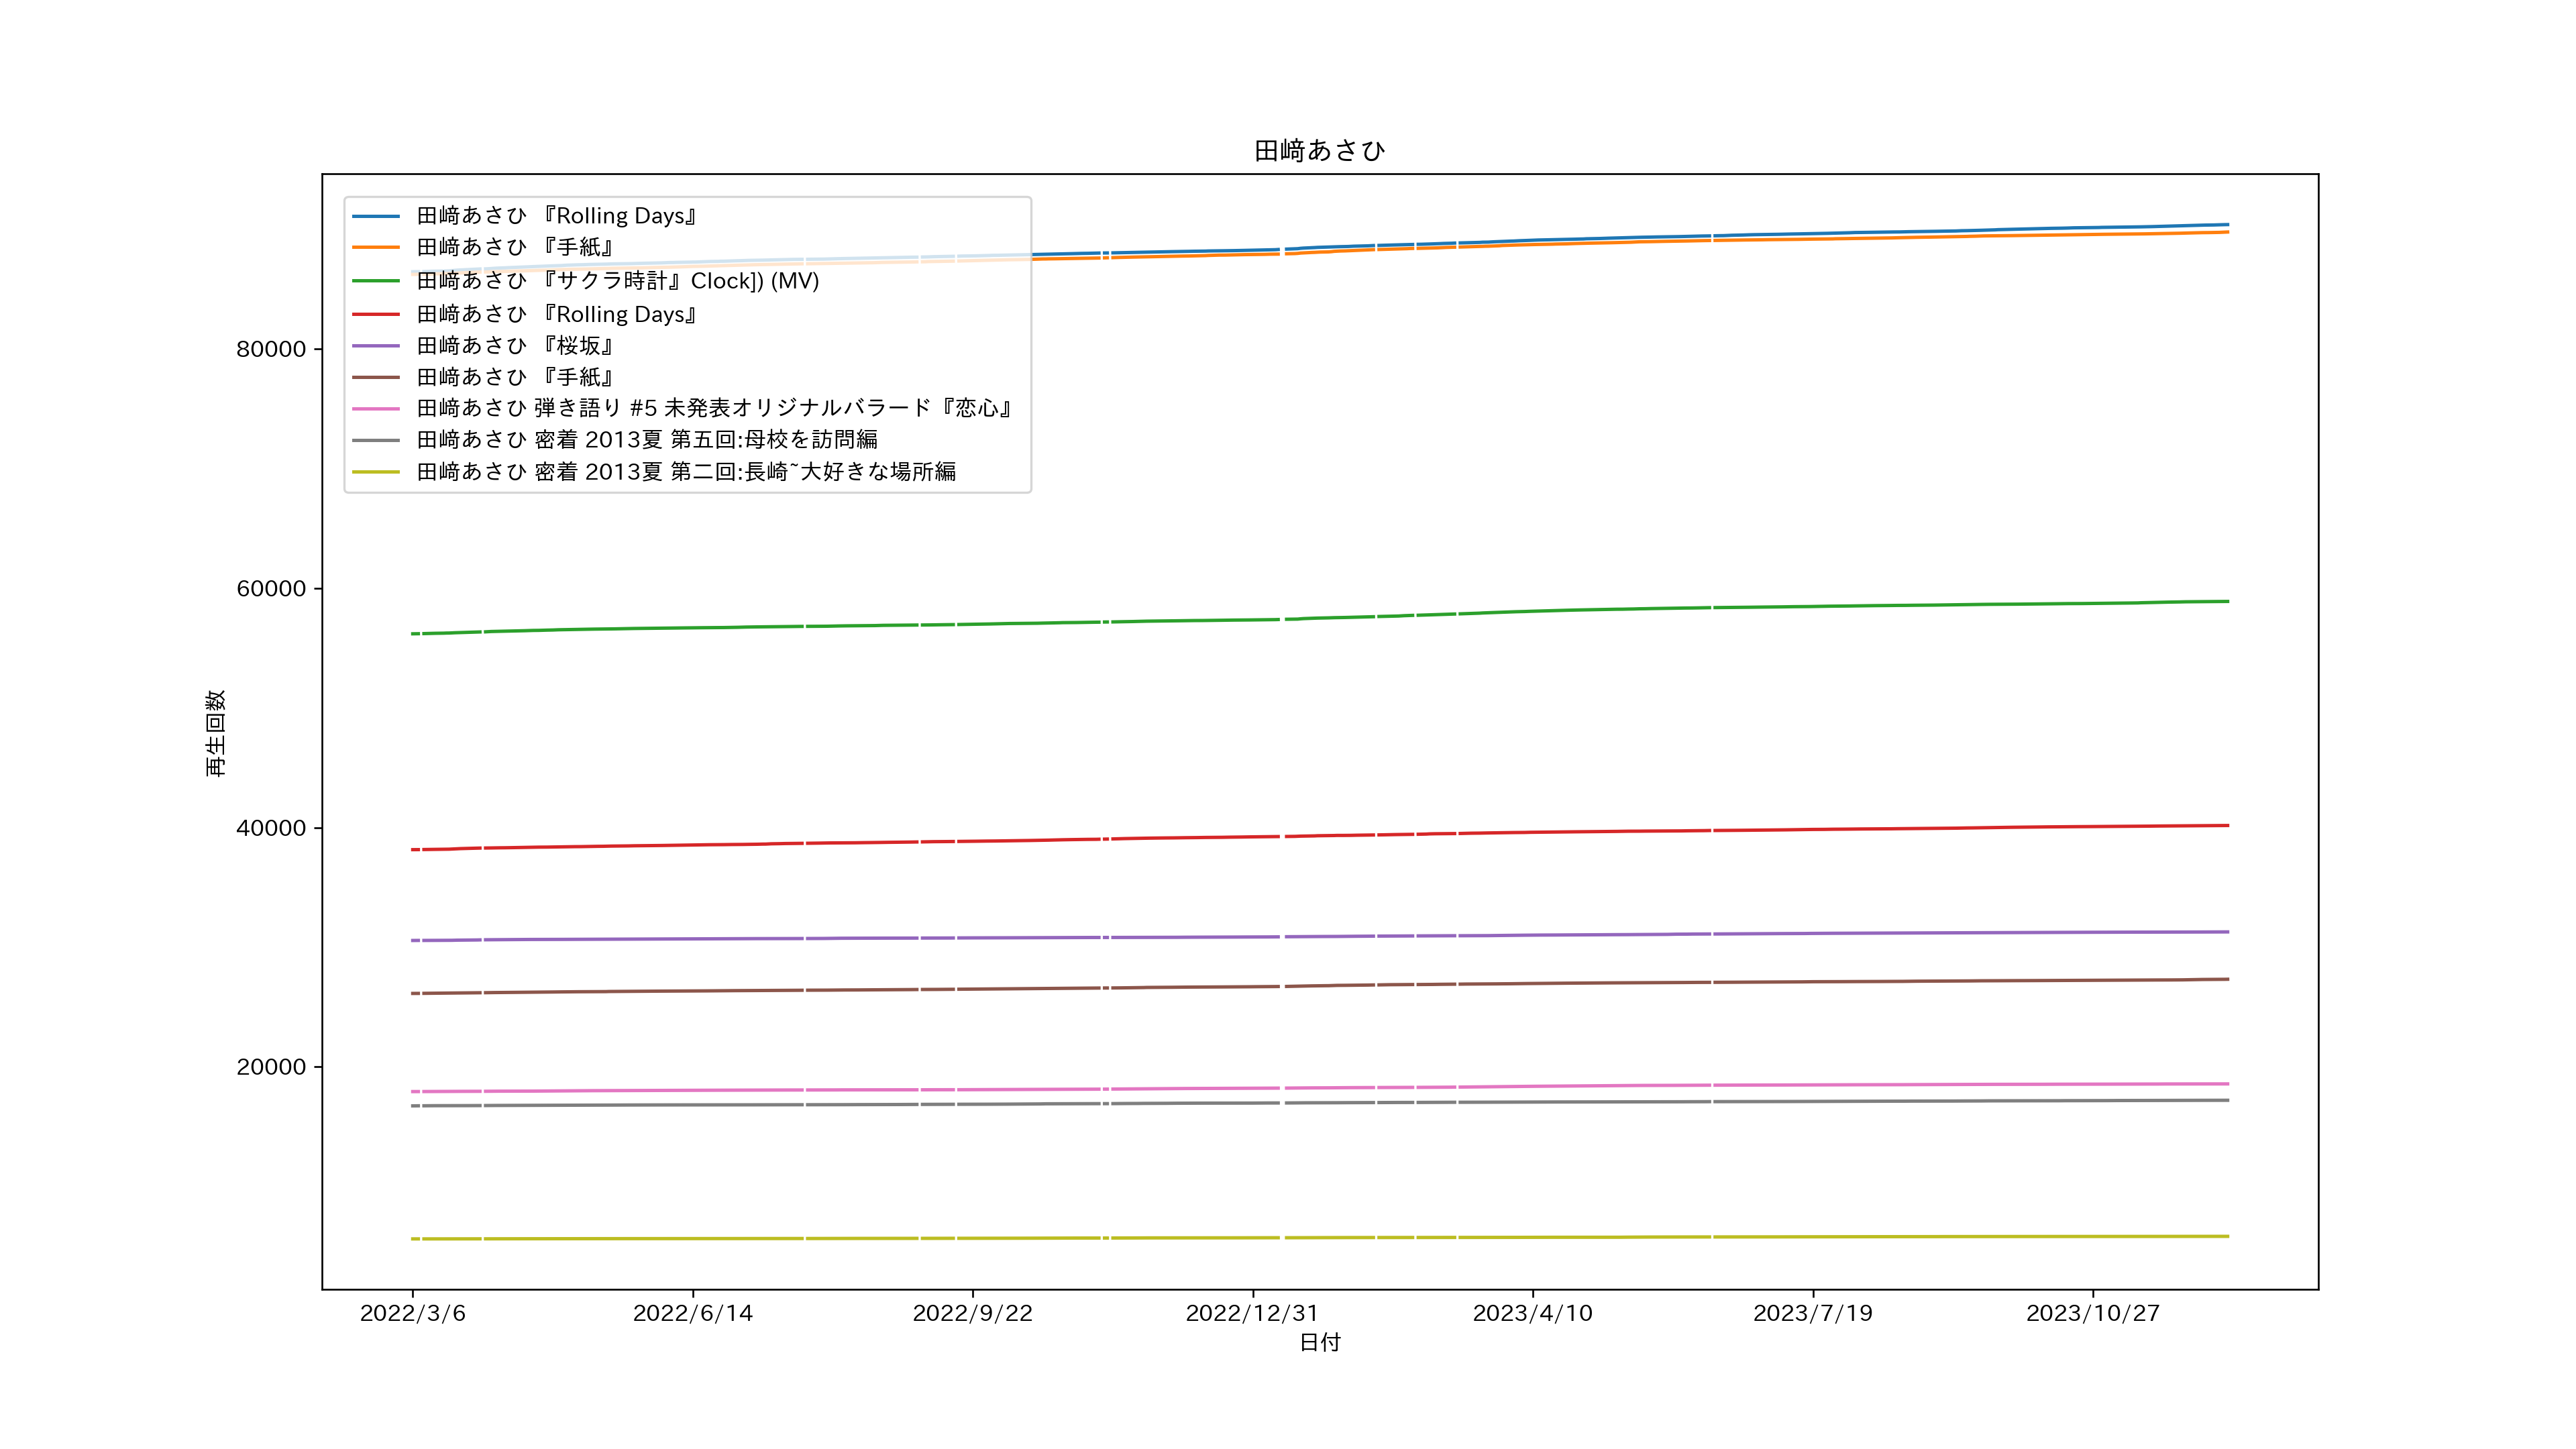 田﨑あさひ
田﨑あさひ 『Rolling Days』
田﨑あさひ 『手紙』
田﨑あさひ 『サクラ時計』Clock]) (MV)
田﨑あさひ 『Rolling Days』
田﨑あさひ 『桜坂』
田﨑あさひ 『手紙』
田﨑あさひ 弾き語り #5 未発表オリジナルバラード『恋心』
田﨑あさひ 密着 2013夏 第五回:母校を訪問編
田﨑あさひ 密着 2013夏 第二回:長崎~大好きな場所編
80000
60000
40000
20000
再生回数
2022/3/6
2022/6/14
2022/9/22
2022/12/31
2023/4/10
2023/7/19
2023/10/27
日付